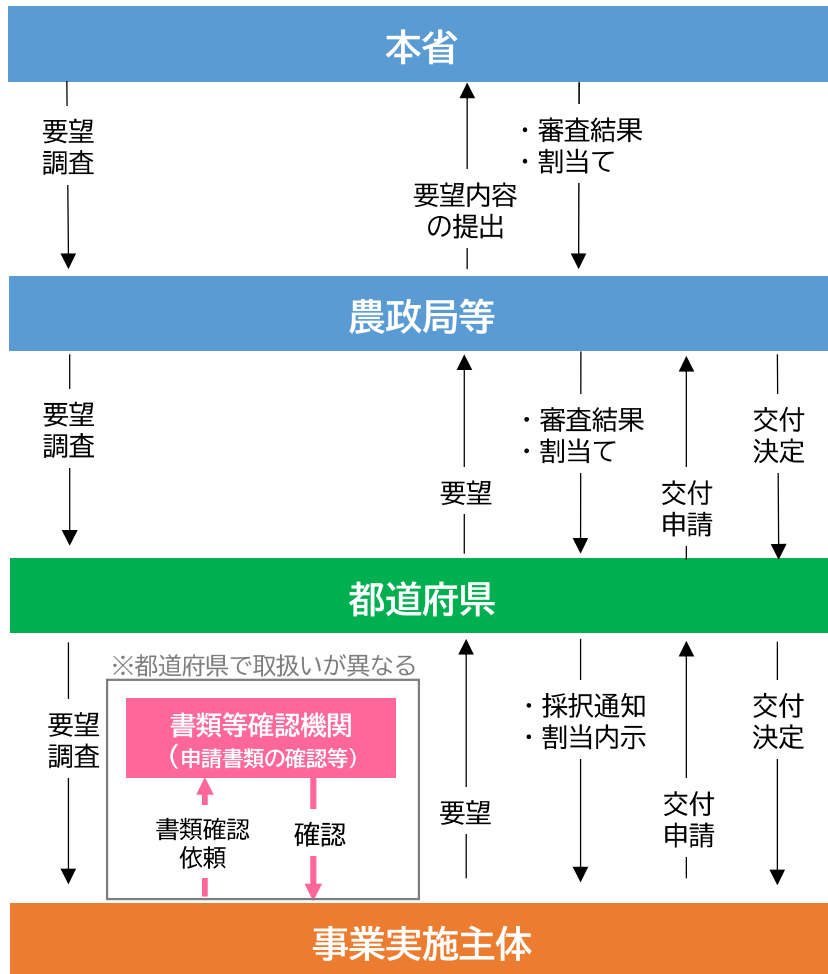 本省
要望
調査
要望内容
の提出
・審査結果
・割当て
農政局等
要望
調査
要望
・審査結果
・割当て
交付
申請
交付
決定
都道府県
要望
調査
※都道府県で取扱いが異なる
書類等確認機関
（申請書類の確認等）
書類確認
依頼
確認
要望
・採択通知
・割当内示
交付
申請
交付
決定
事業実施主体